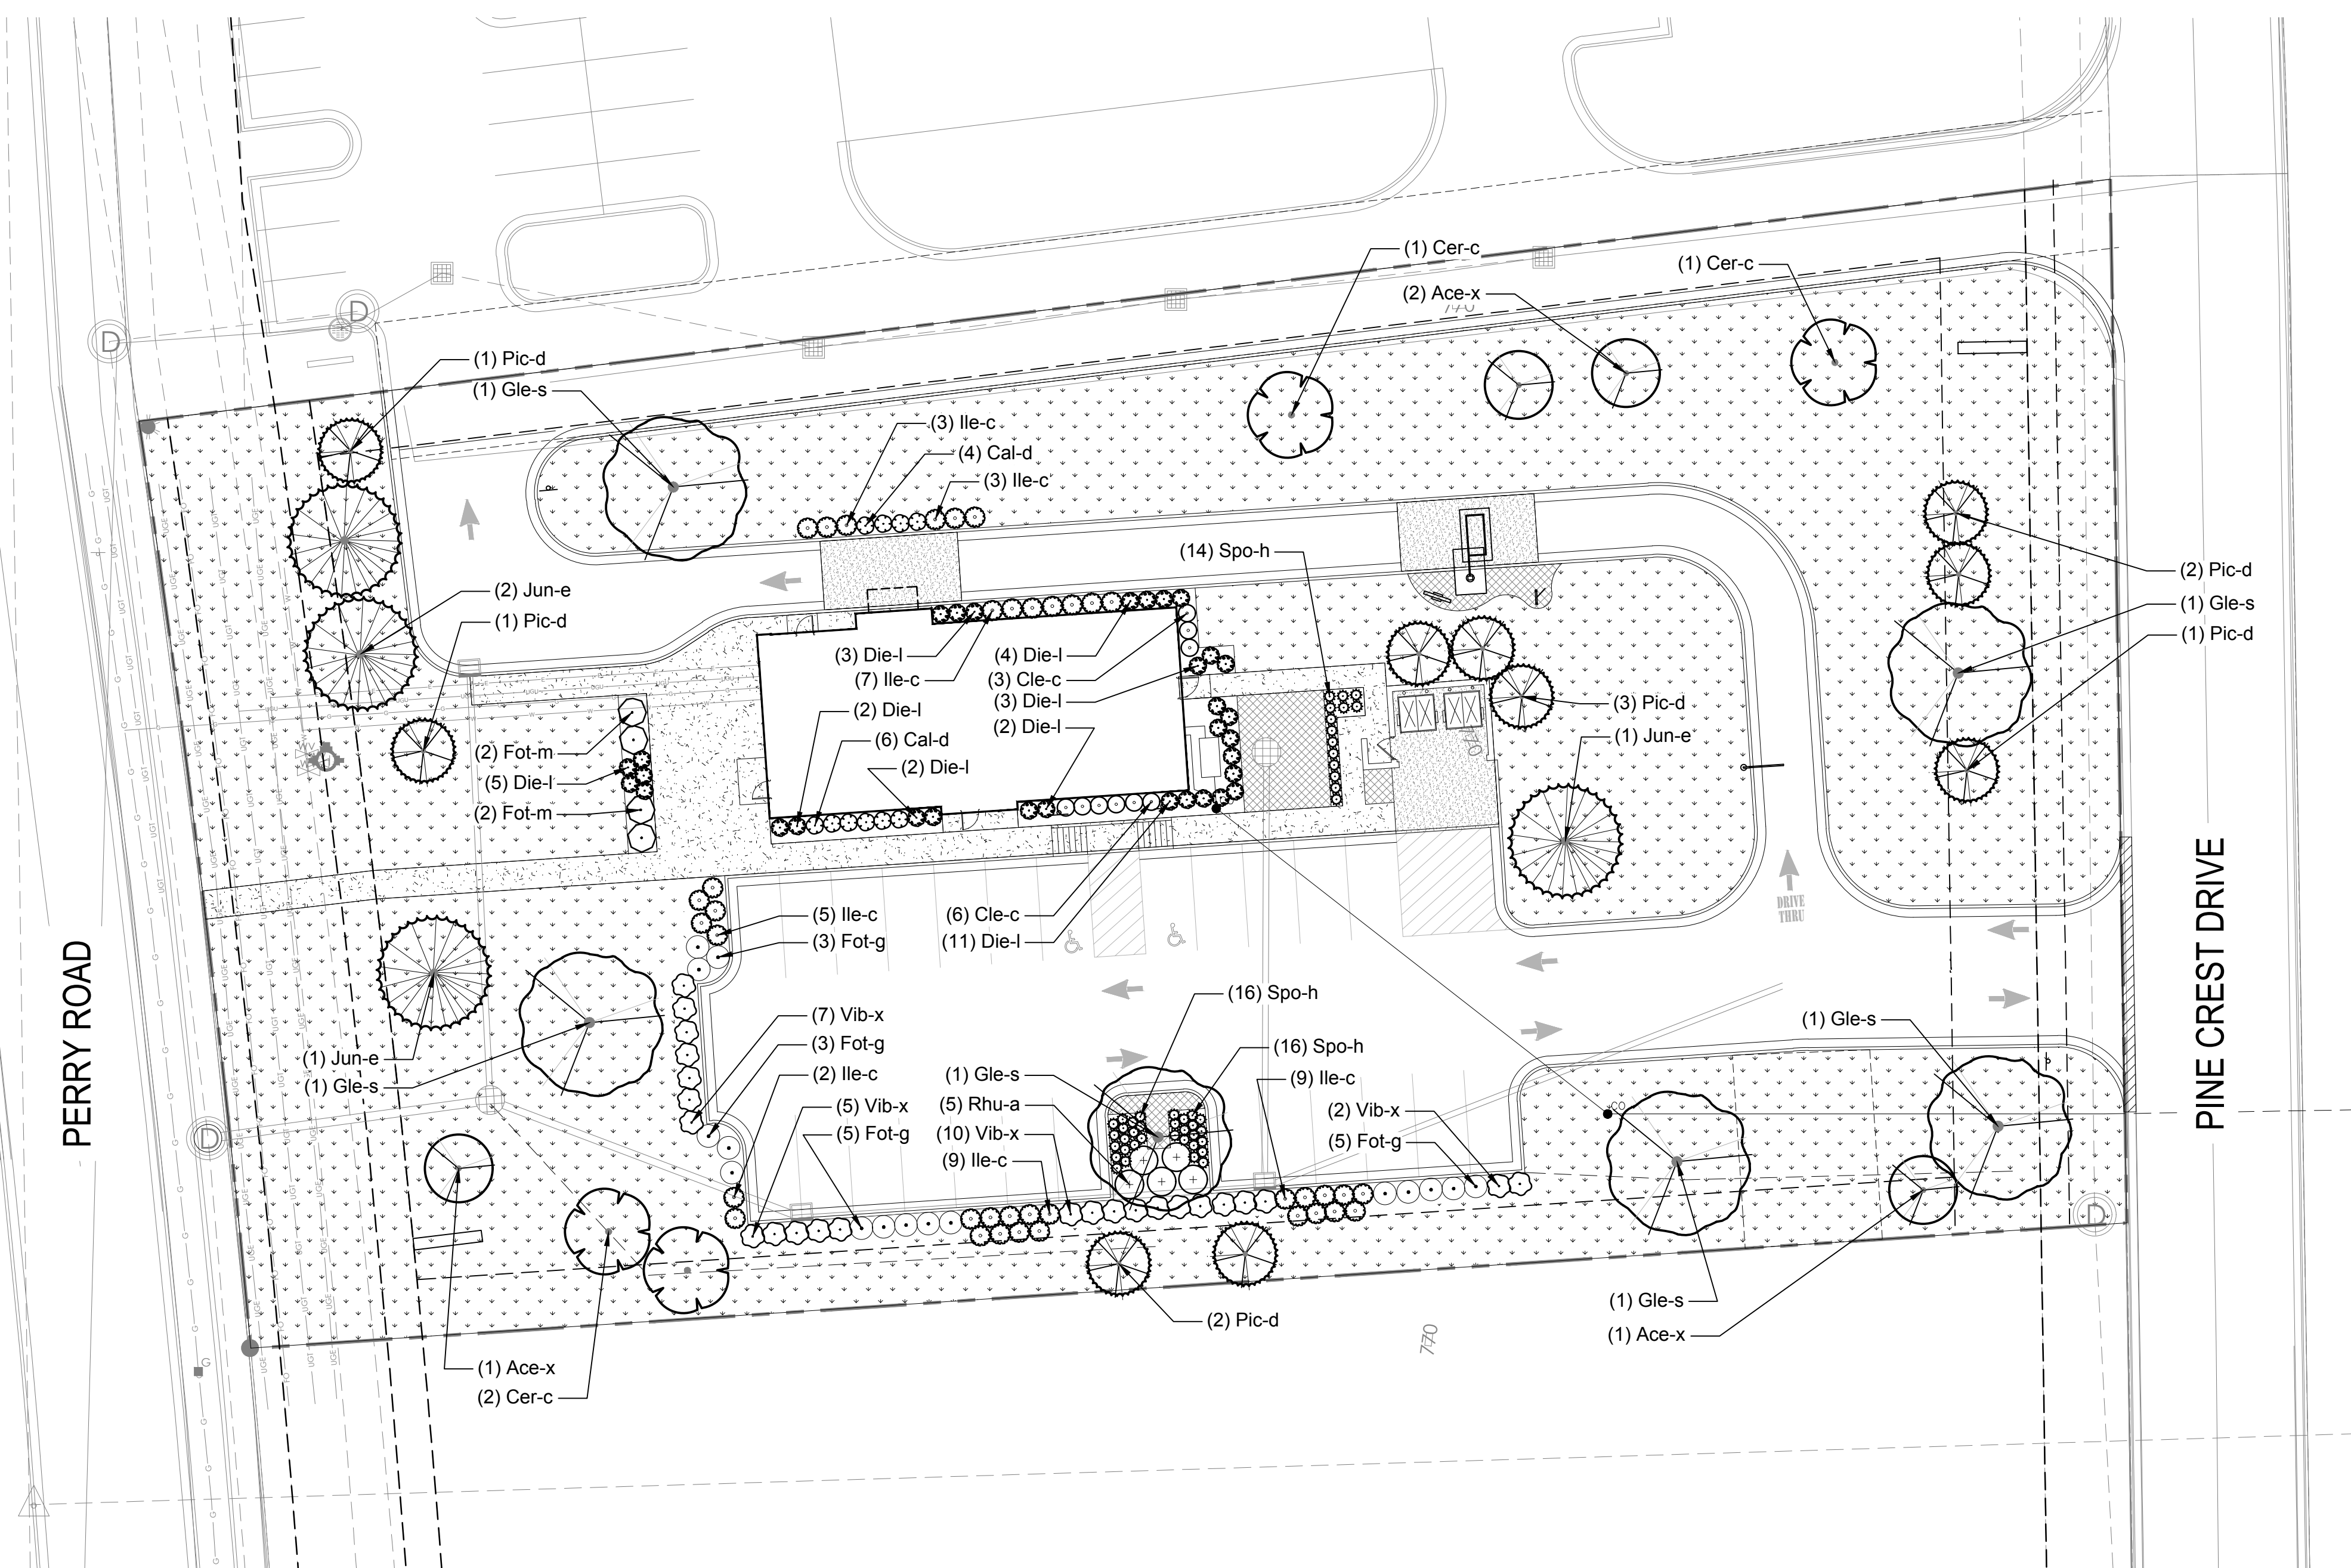 (1) Cer-c
(1) Cer-c
(2) Ace-x
770
D
D
(1) Pic-d
(1) Gle-s
(3) Ile-c
(4) Cal-d
(3) Ile-c
(14) Spo-h
(2) Pic-d
(2) Jun-e
(1) Gle-s
(1) Pic-d
(1) Pic-d
(3) Die-l
(4) Die-l
(7) Ile-c
(3) Cle-c
(3) Die-l
(3) Pic-d
(2) Die-l
(2) Die-l
(1) Jun-e
(2) Fot-m
(6) Cal-d
(5) Die-l
(2) Die-l
(2) Fot-m
DRIVE
THRU
(5) Ile-c
(6) Cle-c
(3) Fot-g
(11) Die-l
PERRY ROAD
PINE CREST DRIVE
(16) Spo-h
(7) Vib-x
(1) Gle-s
(3) Fot-g
(16) Spo-h
(1) Jun-e
(2) Ile-c
(1) Gle-s
(9) Ile-c
(1) Gle-s
(5) Vib-x
(5) Rhu-a
(2) Vib-x
CO
(5) Fot-g
(10) Vib-x
(5) Fot-g
D
(9) Ile-c
D
(1) Gle-s
(2) Pic-d
(1) Ace-x
770
G
(1) Ace-x
(2) Cer-c